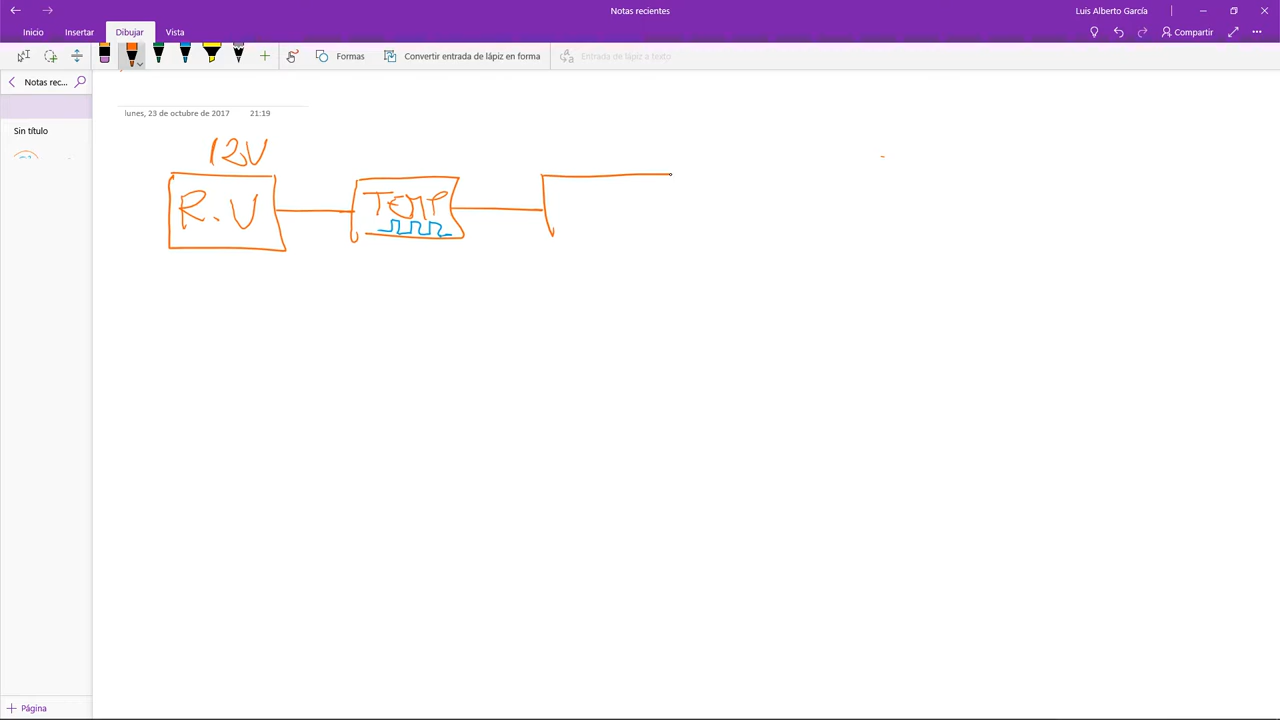 Notas recientes
Luis Alberto García
Inicio Insertar Dibujar Vista
Compartir
Formas Convertir entrada de lápiz en forma Entrada de lápiz a texto
Notas rec...
lunes, 23 de octubre de 2017 21:19
Sin título
12V
R.V
TEMP
+ Página